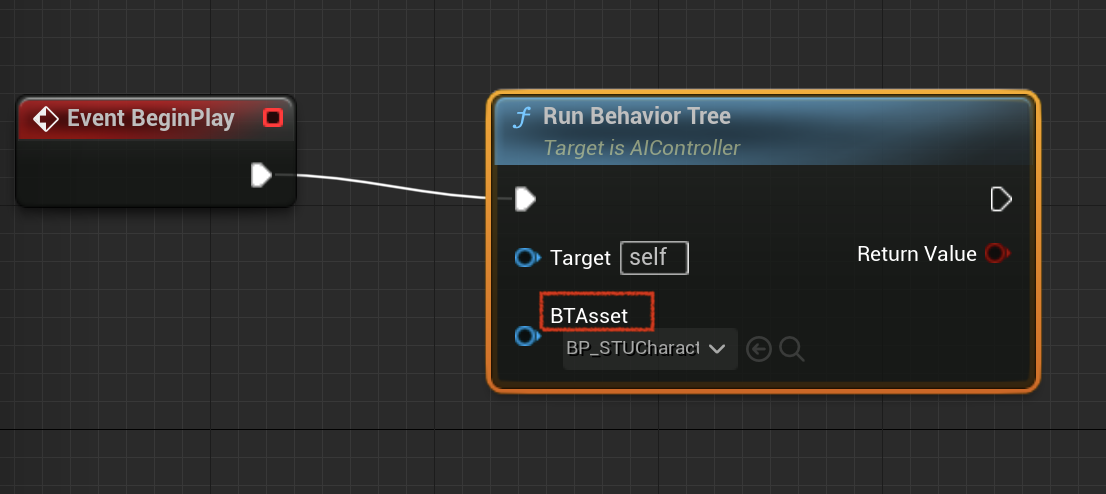 Event BeginPlay
f Run Behavior Tree
Target is AIController
Target self
Return Value
BTAsset
BP_STUCharact